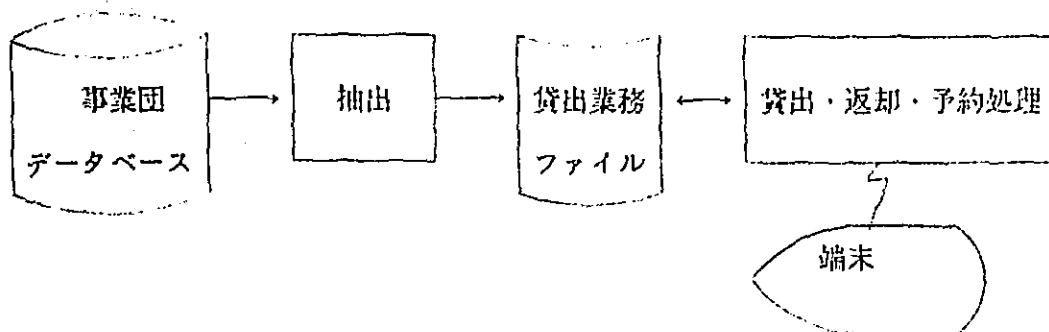 事業団
データベース
抽出
貸出業務
ファイル
貸出・返却・予約処理
端末